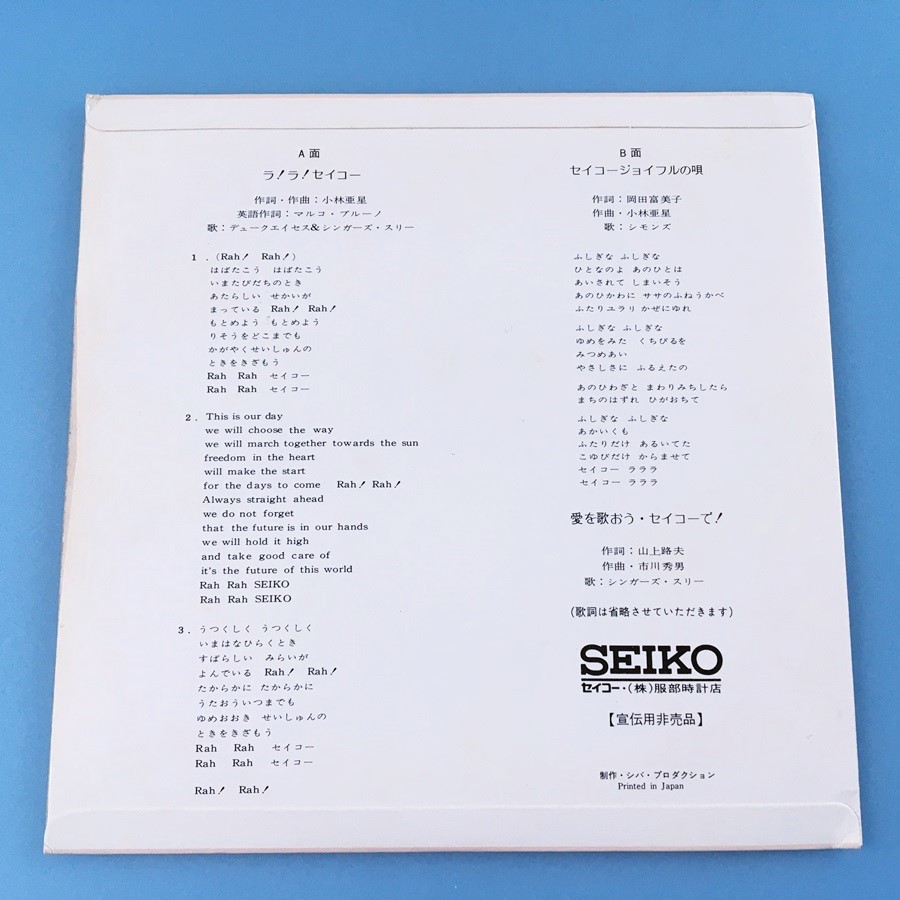 A面
ラ！ラ！セイコー
作詞・作曲：小林亜星
英語作詞：マルコ・ブルーノ
歌：デュークエイセス&シンガーズ・スリー
1．(Rah！ Rah！)
はばたこう はばたこう
いまたびだちのとき
あたらしい せかいが
まっている Rah！ Rah！
もとめよう もとめよう
りそうをどこまでも
かがやくせいしゅんの
ときをきざもう
Rah Rah セイコー
Rah Rah セイコー
2．This is our day
we will choose the way
we will march together towards the sun
freedom in the heart
will make the start
for the days to come Rah！ Rah！
Always straight ahead
we do not forget
that the future is in our hands
we will hold it high
and take good care of
it's the future of this world
Rah Rah SEIKO
Rah Rah SEIKO
3．うつくしく うつくしく
いまはなひらくとき
すばらしい みらいが
よんでいる Rah！ Rah！
たからかに たからかに
うたおういつまでも
ゆめおおき せいしゅんの
ときをきざもう
Rah Rah セイコー
Rah Rah セイコー
Rah！ Rah！
B面
セイコージョイフルの唄
作詞：岡田富美子
作曲・小林亜星
歌：シモンズ
ふしぎな ふしぎな
ひとなのよ あのひとは
あいされて しまいそう
あのひかわに ササのふねうかべ
ふたりユラリ かぜにゆれ
ふしぎな ふしぎな
ゆめをみた くちびるを
みつめあい
やさしさに ふるえたの
あのひわざと まわりみちしたら
まちのはずれ ひがおちて
ふしぎな ふしぎな
あかいくも
ふたりだけ あるいてた
こゆびだけ からませて
セイコー ラララ
セイコー ラララ
愛を歌おう・セイコーで！
作詞：山上路夫
作曲・市川秀男
歌：シンガーズ・スリー
(歌詞は省略させていただきます)
SEIKO
セイコー・(株)服部時計店
【宣伝用非売品】
制作・シバ・プロダクション
Printed in Japan